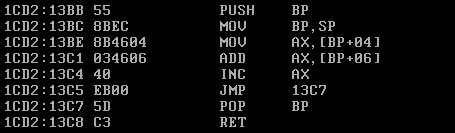 1CD2:13BB 55 PUSH BP
1CD2:13BC 8BEC MOV BP,SP
1CD2:13BE 8B4604 MOV AX,[BP+04]
1CD2:13C1 034606 ADD AX,[BP+06]
1CD2:13C4 40 INC AX
1CD2:13C5 EB00 JMP 13C7
1CD2:13C7 5D POP BP
1CD2:13C8 C3 RET